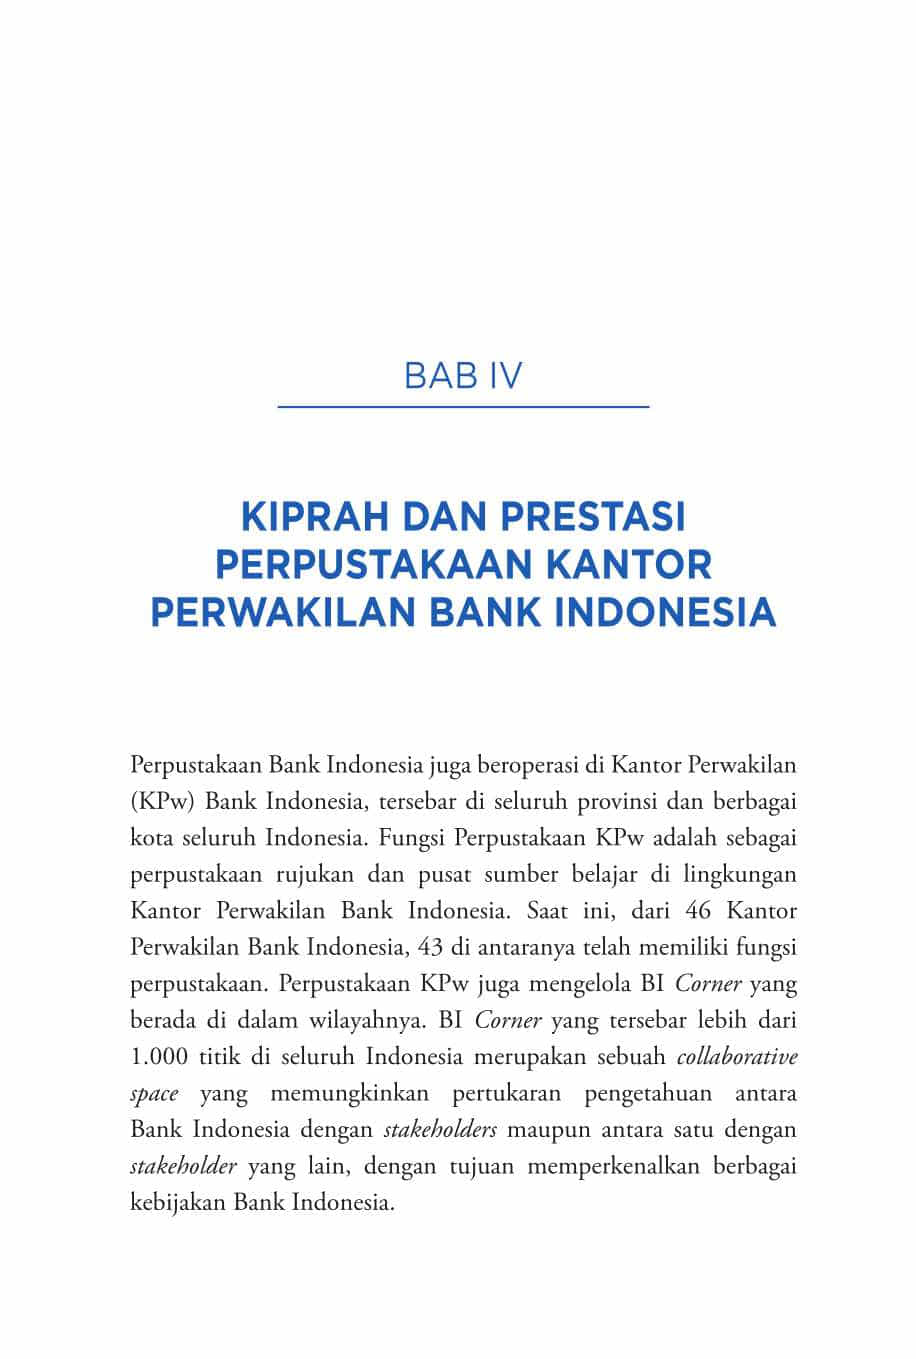 BAB IV
KIPRAH DAN PRESTASI
PERPUSTAKAAN KANTOR
PERWAKILAN BANK INDONESIA
Perpustakaan Bank Indonesia juga beroperasi di Kantor Perwakilan
(KPw) Bank Indonesia, tersebar di seluruh provinsi dan berbagai
kota seluruh Indonesia. Fungsi Perpustakaan KPw adalah sebagai
perpustakaan rujukan dan pusat sumber belajar di lingkungan
Kantor Perwakilan Bank Indonesia. Saat ini, dari 46 Kantor
Perwakilan Bank Indonesia, 43 di antaranya telah memiliki fungsi
perpustakaan. Perpustakaan KPw juga mengelola BI Corner yang
berada di dalam wilayahnya. BI Corner yang tersebar lebih dari
1.000 titik di seluruh Indonesia merupakan sebuah collaborative
space yang memungkinkan pertukaran pengetahuan antara
Bank Indonesia dengan stakeholders maupun antara satu dengan
stakeholder yang lain, dengan tujuan memperkenalkan berbagai
kebijakan Bank Indonesia.